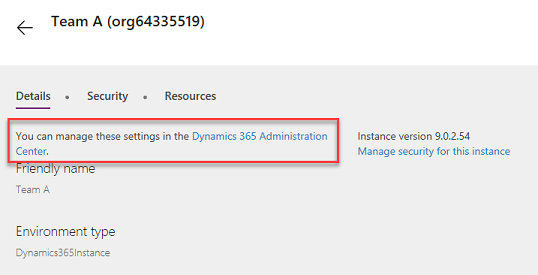 Team A (org64335519)
Details • Security • Resources
You can manage these settings in the Dynamics 365 Administration
Center.
Instance version 9.0.2.54
Manage security for this instance
Friendly name
Team A
Environment type
Dynamics365Instance